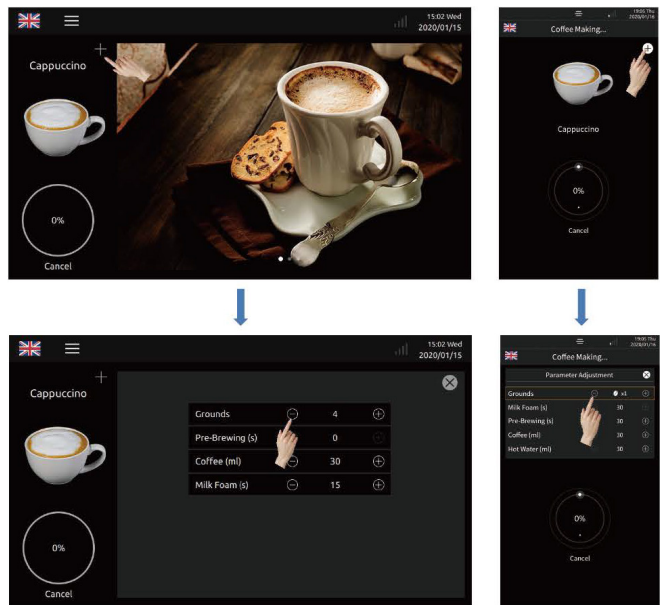 15:02 Wed
2020/01/15
Cappuccino
0%
Cancel
19:05 Thu
2020/01/16
Coffee Making...
Cappuccino
0%
Cancel
15:02 Wed
2020/01/15
Cappuccino
Grounds 4
Pre-Brewing (s) 0
Coffee (ml) 30
Milk Foam (s) 15
0%
Cancel
19:05 Thu
2020/01/16
Coffee Making...
Parameter Adjustment
Grounds x3
Milk Foam (s) 30
Pre-Brewing (s) 30
Coffee (ml) 30
Hot Water (ml) 30
0%
Cancel